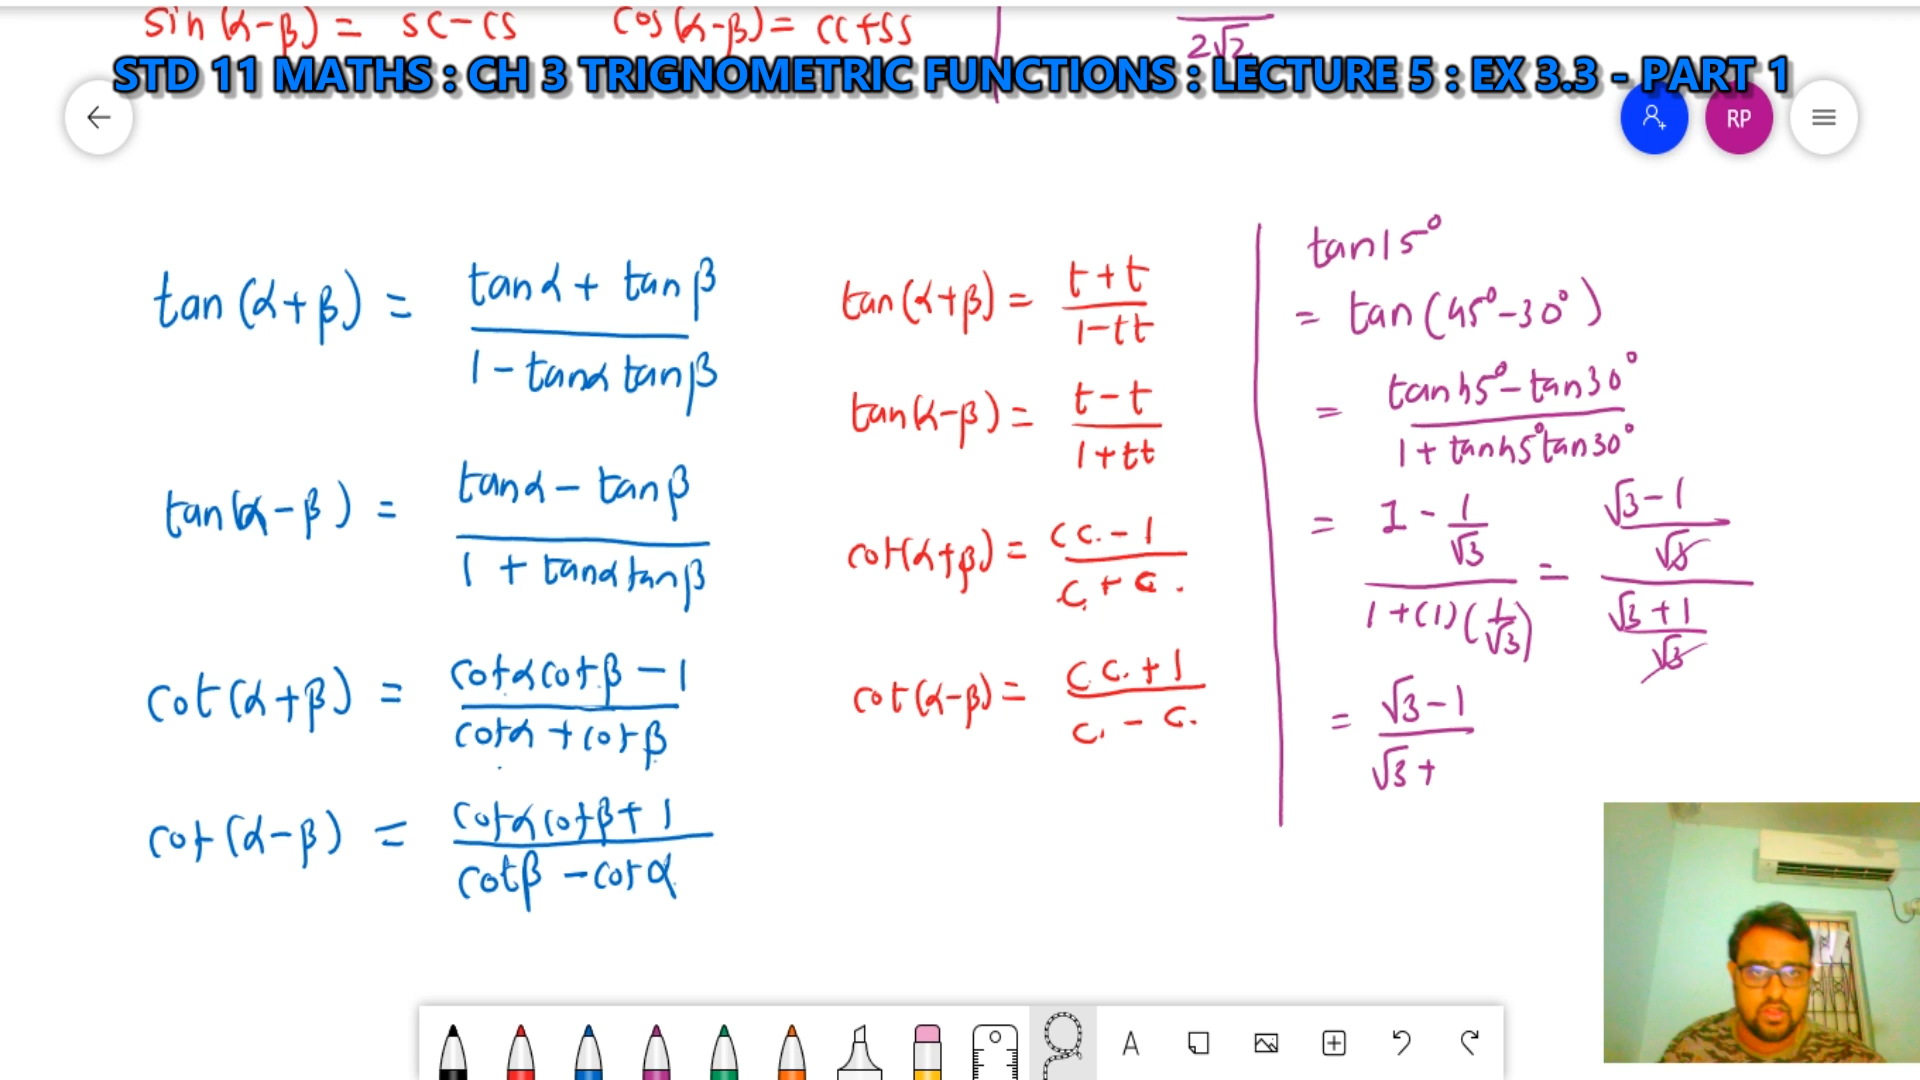 sin(α-β) = sc-cs cos(α-β) = cc+ss
2√2
STD 11 MATHS : CH 3 TRIGNOMETRIC FUNCTIONS : LECTURE 5 : EX 3.3 - PART 1
RP
tan(α+β) = (tanα + tanβ)/(1 - tanα tanβ)
tan(α-β) = (tanα - tanβ)/(1 + tanα tanβ)
cot(α+β) = (cotα cotβ - 1)/(cotα + cotβ)
cot(α-β) = (cotα cotβ + 1)/(cotβ - cotα)
tan(α+β) = (t+t)/(1-tt)
tan(α-β) = (t-t)/(1+tt)
cot(α+β) = (c c. - 1)/(c + c.)
cot(α-β) = (c c. + 1)/(c. - c.)
tan15°
= tan(45°-30°)
= (tan45° - tan30°)/(1 + tan45° tan30°)
= (1 - 1/√3)/(1+(1)(1/√3)) = ((√3-1)/√3)/((√3+1)/√3)
= (√3-1)/(√3+
A